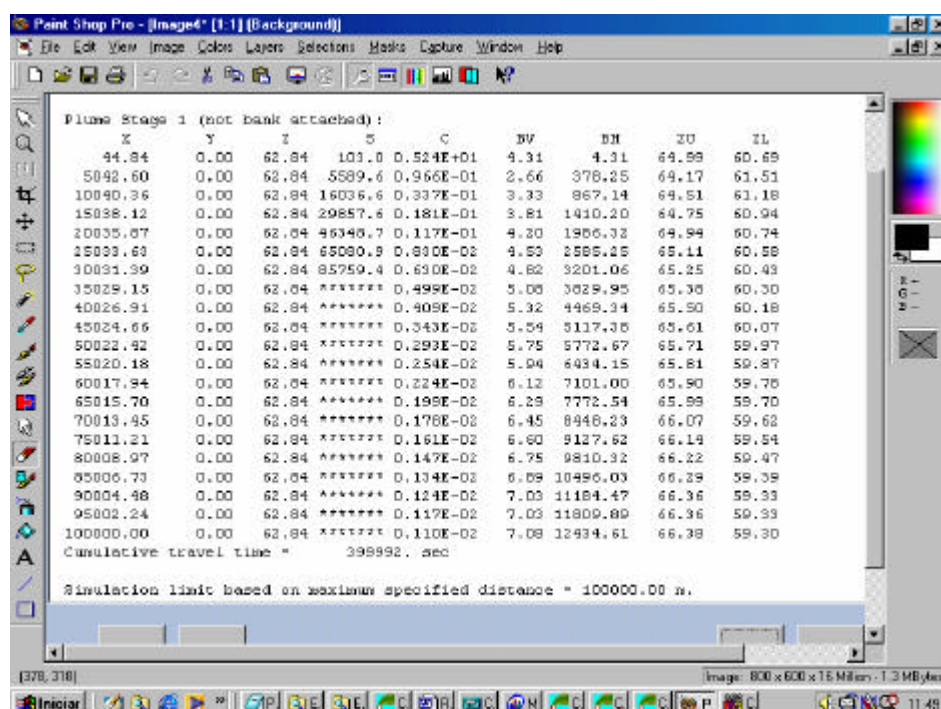 Paint Shop Pro - [Image4* [1:1] (Background)]
File Edit View Image Colors Layers Selections Masks Capture Window Help
Plume Stage 1 (not bank attached):
X Y Z S C BV BH ZU ZL
44.84 0.00 62.84 103.0 0.524E+01 4.31 4.31 64.99 60.69
5042.60 0.00 62.84 5589.6 0.966E-01 2.66 378.25 64.17 61.51
10040.36 0.00 62.84 16036.6 0.337E-01 3.33 867.14 64.51 61.18
15038.12 0.00 62.84 29857.6 0.181E-01 3.81 1410.20 64.75 60.94
20035.87 0.00 62.84 46348.7 0.117E-01 4.20 1986.32 64.94 60.74
25033.63 0.00 62.84 65080.9 0.830E-02 4.53 2585.25 65.11 60.58
30031.39 0.00 62.84 85759.4 0.630E-02 4.82 3201.06 65.25 60.43
35029.15 0.00 62.84 ******* 0.499E-02 5.08 3829.95 65.38 60.30
40026.91 0.00 62.84 ******* 0.409E-02 5.32 4469.34 65.50 60.18
45024.66 0.00 62.84 ******* 0.343E-02 5.54 5117.38 65.61 60.07
50022.42 0.00 62.84 ******* 0.293E-02 5.75 5772.67 65.71 59.97
55020.18 0.00 62.84 ******* 0.254E-02 5.94 6434.15 65.81 59.87
60017.94 0.00 62.84 ******* 0.224E-02 6.12 7101.00 65.90 59.78
65015.70 0.00 62.84 ******* 0.199E-02 6.29 7772.54 65.99 59.70
70013.45 0.00 62.84 ******* 0.178E-02 6.45 8448.23 66.07 59.62
75011.21 0.00 62.84 ******* 0.161E-02 6.60 9127.62 66.14 59.54
80008.97 0.00 62.84 ******* 0.147E-02 6.75 9810.32 66.22 59.47
85006.73 0.00 62.84 ******* 0.134E-02 6.89 10496.03 66.29 59.39
90004.48 0.00 62.84 ******* 0.124E-02 7.03 11184.47 66.36 59.33
95002.24 0.00 62.84 ******* 0.117E-02 7.03 11809.89 66.36 59.33
100000.00 0.00 62.84 ******* 0.110E-02 7.08 12434.61 66.38 59.30
Cumulative travel time = 399992. sec
Simulation limit based on maximum specified distance = 100000.00 m.
(378, 318)
Image: 800 x 600 x 16 Million - 1.3 MBytes
Iniciar
11:49